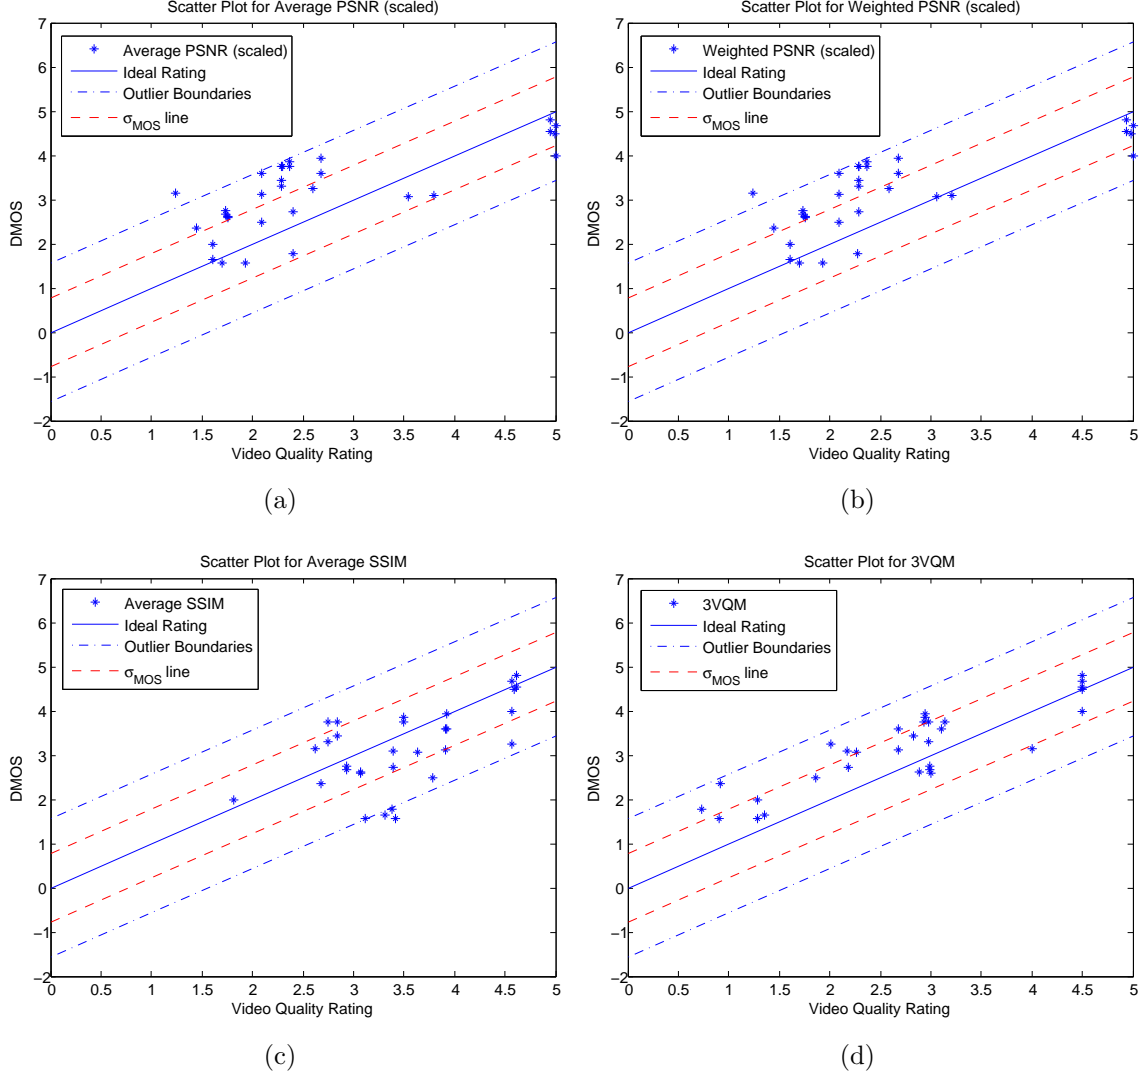 Scatter Plot for Average PSNR (scaled)
7
6
5
4
3
2
1
0
−1
−2
DMOS
Average PSNR (scaled)
Ideal Rating
Outlier Boundaries
σMOS line
0 0.5 1 1.5 2 2.5 3 3.5 4 4.5 5
Video Quality Rating
(a)
Scatter Plot for Weighted PSNR (scaled)
7
6
5
4
3
2
1
0
−1
−2
DMOS
Weighted PSNR (scaled)
Ideal Rating
Outlier Boundaries
σMOS line
0 0.5 1 1.5 2 2.5 3 3.5 4 4.5 5
Video Quality Rating
(b)
Scatter Plot for Average SSIM
7
6
5
4
3
2
1
0
−1
−2
DMOS
Average SSIM
Ideal Rating
Outlier Boundaries
σMOS line
0 0.5 1 1.5 2 2.5 3 3.5 4 4.5 5
Video Quality Rating
(c)
Scatter Plot for 3VQM
7
6
5
4
3
2
1
0
−1
−2
DMOS
3VQM
Ideal Rating
Outlier Boundaries
σMOS line
0 0.5 1 1.5 2 2.5 3 3.5 4 4.5 5
Video Quality Rating
(d)